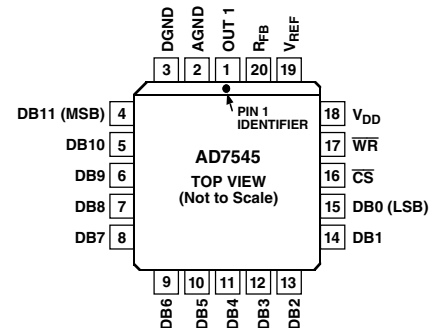 DGND AGND OUT 1 RFB VREF
3 2 1 20 19
DB11 (MSB) 4
DB10 5
DB9 6
DB8 7
DB7 8
PIN 1
IDENTIFIER
AD7545
TOP VIEW
(Not to Scale)
18 VDD
17 WR
16 CS
15 DB0 (LSB)
14 DB1
9 10 11 12 13
DB6 DB5 DB4 DB3 DB2